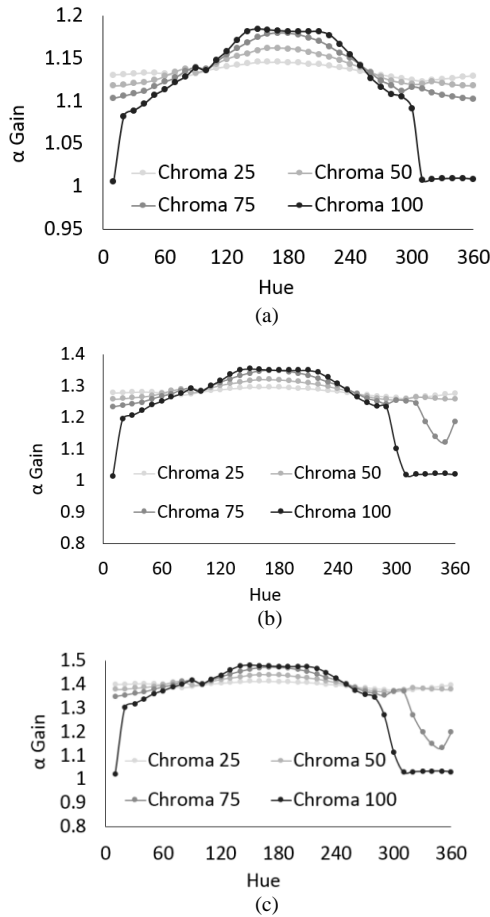 1.2
1.15
1.1
1.05
1
0.95
α Gain
Chroma 25
Chroma 50
Chroma 75
Chroma 100
0 60 120 180 240 300 360
Hue
(a)
1.4
1.3
1.2
1.1
1
0.9
0.8
α Gain
Chroma 25
Chroma 50
Chroma 75
Chroma 100
0 60 120 180 240 300 360
Hue
(b)
1.5
1.4
1.3
1.2
1.1
1
0.9
0.8
α Gain
Chroma 25
Chroma 50
Chroma 75
Chroma 100
0 60 120 180 240 300 360
Hue
(c)